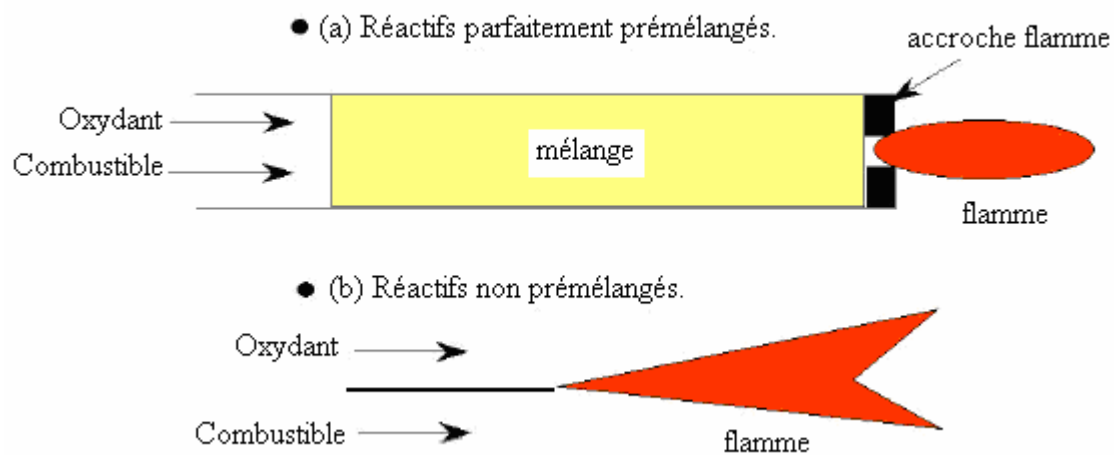 ● (a) Réactifs parfaitement prémélangés.
accroche flamme
Oxydant
Combustible
mélange
flamme
● (b) Réactifs non prémélangés.
Oxydant
Combustible
flamme